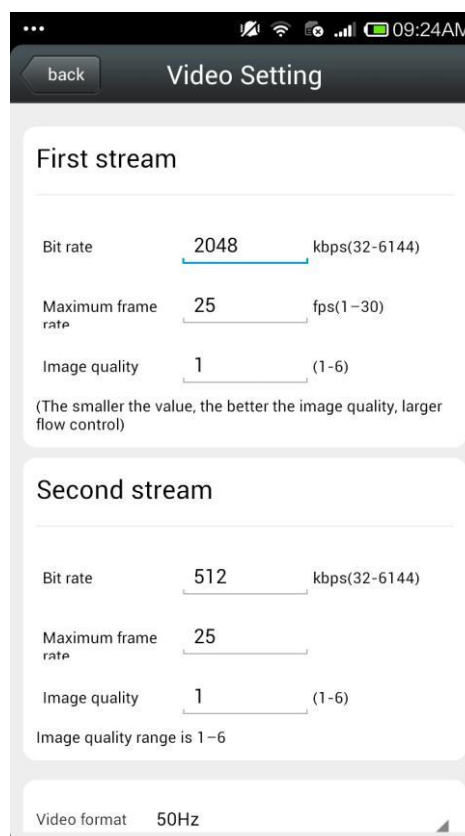 09:24AM
back Video Setting
First stream
Bit rate 2048 kbps(32-6144)
Maximum frame 25 fps(1-30)
rate
Image quality 1 (1-6)
(The smaller the value, the better the image quality, larger
flow control)
Second stream
Bit rate 512 kbps(32-6144)
Maximum frame 25
rate
Image quality 1 (1-6)
Image quality range is 1-6
Video format 50Hz